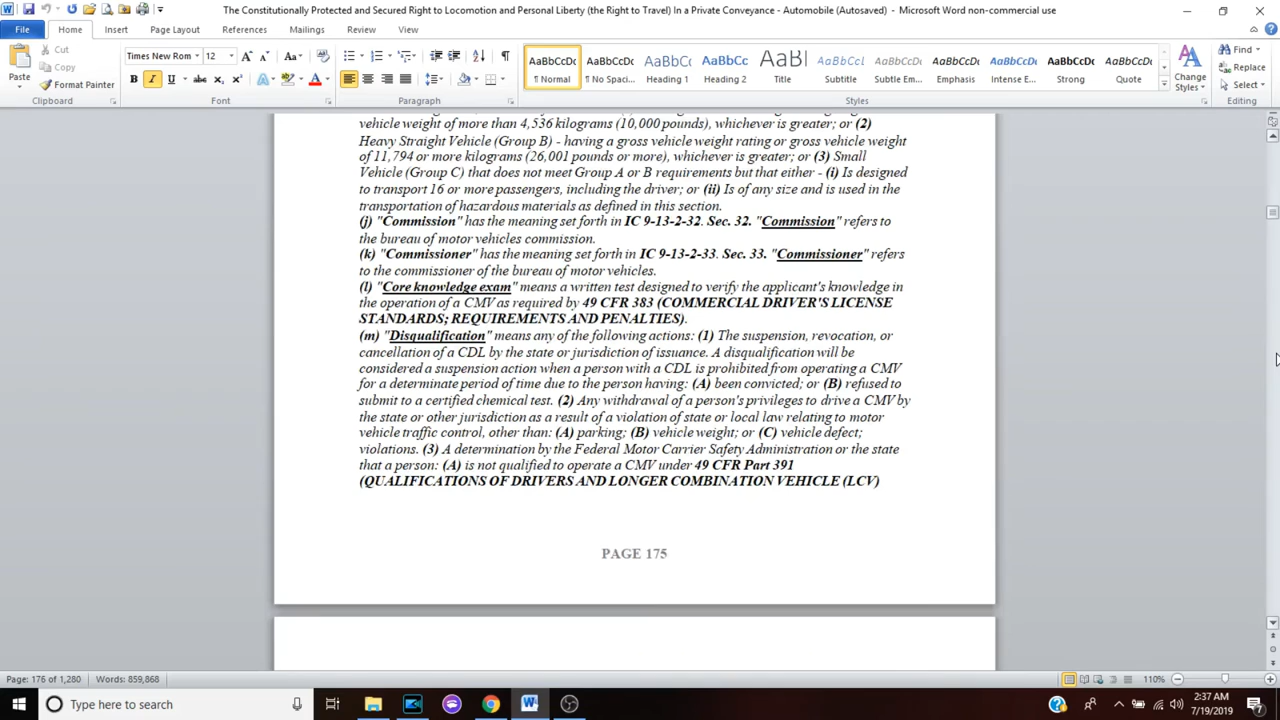 The Constitutionally Protected and Secured Right to Locomotion and Personal Liberty (the Right to Travel) In a Private Conveyance - Automobile (Autosaved) - Microsoft Word non-commercial use
File Home Insert Page Layout References Mailings Review View
Paste
Cut
Copy
Format Painter
Clipboard
Times New Rom 12
Font
Paragraph
AaBbCcDc AaBbCcDc AaBbCc AaBbCc AaBbC AaBbCcL AaBbCcDt AaBbCcDt AaBbCcDt AaBbCcDc AaBbCcDt
¶ Normal ¶ No Spaci... Heading 1 Heading 2 Title Subtitle Subtle Em... Emphasis Intense E... Strong Quote
Styles
Change Styles
Find
Replace
Select
Editing
vehicle weight of more than 4,536 kilograms (10,000 pounds), whichever is greater; or (2)
Heavy Straight Vehicle (Group B) - having a gross vehicle weight rating or gross vehicle weight
of 11,794 or more kilograms (26,001 pounds or more), whichever is greater; or (3) Small
Vehicle (Group C) that does not meet Group A or B requirements but that either - (i) Is designed
to transport 16 or more passengers, including the driver; or (ii) Is of any size and is used in the
transportation of hazardous materials as defined in this section.
(j) "Commission" has the meaning set forth in IC 9-13-2-32. Sec. 32. "Commission" refers to
the bureau of motor vehicles commission.
(k) "Commissioner" has the meaning set forth in IC 9-13-2-33. Sec. 33. "Commissioner" refers
to the commissioner of the bureau of motor vehicles.
(l) "Core knowledge exam" means a written test designed to verify the applicant's knowledge in
the operation of a CMV as required by 49 CFR 383 (COMMERCIAL DRIVER'S LICENSE
STANDARDS; REQUIREMENTS AND PENALTIES).
(m) "Disqualification" means any of the following actions: (1) The suspension, revocation, or
cancellation of a CDL by the state or jurisdiction of issuance. A disqualification will be
considered a suspension action when a person with a CDL is prohibited from operating a CMV
for a determinate period of time due to the person having: (A) been convicted; or (B) refused to
submit to a certified chemical test. (2) Any withdrawal of a person's privileges to drive a CMV by
the state or other jurisdiction as a result of a violation of state or local law relating to motor
vehicle traffic control, other than: (A) parking; (B) vehicle weight; or (C) vehicle defect;
violations. (3) A determination by the Federal Motor Carrier Safety Administration or the state
that a person: (A) is not qualified to operate a CMV under 49 CFR Part 391
(QUALIFICATIONS OF DRIVERS AND LONGER COMBINATION VEHICLE (LCV)
PAGE 175
Page: 176 of 1,280 Words: 859,868 110%
Type here to search
2:37 AM
7/19/2019